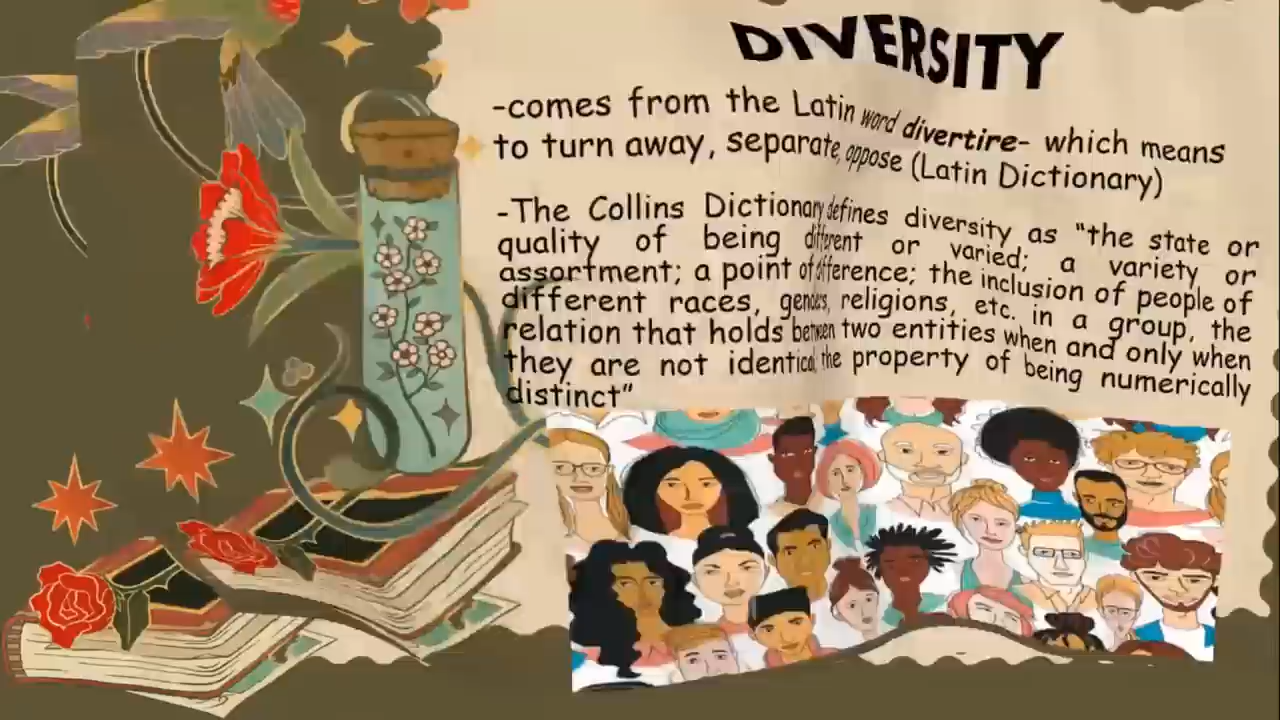 DIVERSITY
-comes from the Latin word divertire- which means
to turn away, separate, oppose (Latin Dictionary)
-The Collins Dictionary defines diversity as "the state or
quality of being different or varied; a variety or
assortment; a point of difference; the inclusion of people of
different races, genders, religions, etc. in a group, the
relation that holds between two entities when and only when
they are not identical; the property of being numerically
distinct"